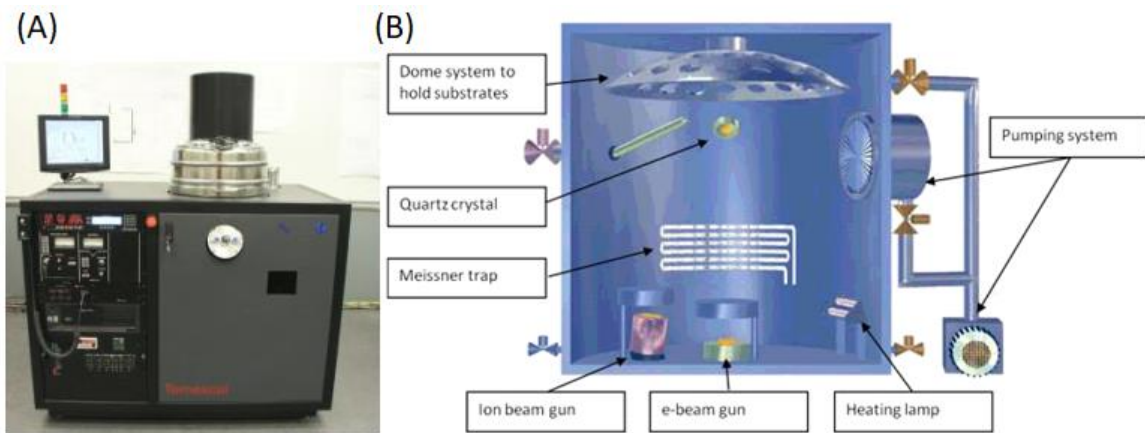 (A)
(B)
Temescal
Dome system to
hold substrates
Quartz crystal
Meissner trap
Pumping system
Ion beam gun
e-beam gun
Heating lamp